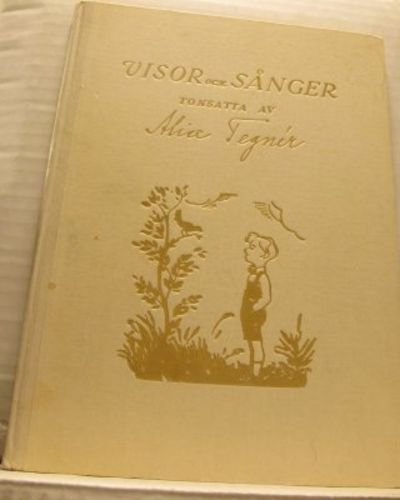 VISOR OCH SÅNGER
TONSATTA AV
Alice Tegnér